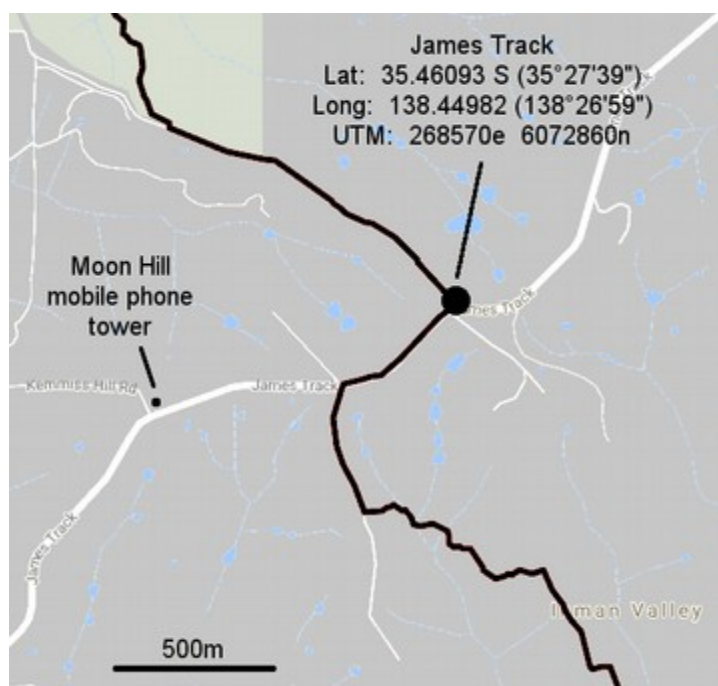 James Track
Lat: 35.46093 S (35°27'39")
Long: 138.44982 (138°26'59")
UTM: 268570e 6072860n
Moon Hill
mobile phone
tower
James Track
Kemmiss Hill Rd
James Track
James Track
Inman Valley
500m